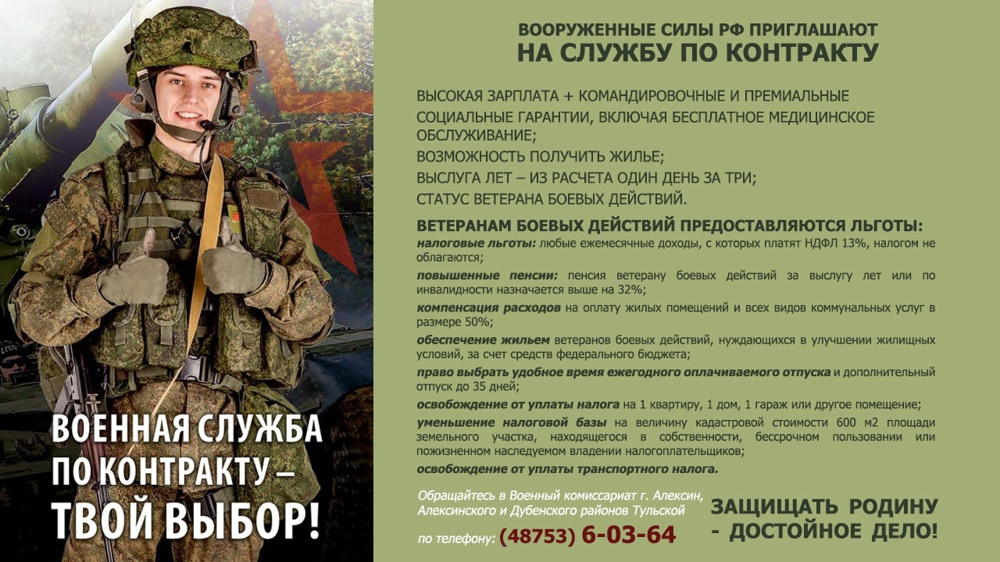 ВООРУЖЕННЫЕ СИЛЫ РФ ПРИГЛАШАЮТ
НА СЛУЖБУ ПО КОНТРАКТУ
ВЫСОКАЯ ЗАРПЛАТА + КОМАНДИРОВОЧНЫЕ И ПРЕМИАЛЬНЫЕ
СОЦИАЛЬНЫЕ ГАРАНТИИ, ВКЛЮЧАЯ БЕСПЛАТНОЕ МЕДИЦИНСКОЕ
ОБСЛУЖИВАНИЕ;
ВОЗМОЖНОСТЬ ПОЛУЧИТЬ ЖИЛЬЕ;
ВЫСЛУГА ЛЕТ – ИЗ РАСЧЕТА ОДИН ДЕНЬ ЗА ТРИ;
СТАТУС ВЕТЕРАНА БОЕВЫХ ДЕЙСТВИЙ.
ВЕТЕРАНАМ БОЕВЫХ ДЕЙСТВИЙ ПРЕДОСТАВЛЯЮТСЯ ЛЬГОТЫ:
налоговые льготы: любые ежемесячные доходы, с которых платят НДФЛ 13%, налогом не
облагаются;
повышенные пенсии: пенсия ветерану боевых действий за выслугу лет или по
инвалидности назначается выше на 32%;
компенсация расходов на оплату жилых помещений и всех видов коммунальных услуг в
размере 50%;
обеспечение жильем ветеранов боевых действий, нуждающихся в улучшении жилищных
условий, за счет средств федерального бюджета;
право выбрать удобное время ежегодного оплачиваемого отпуска и дополнительный
отпуск до 35 дней;
освобождение от уплаты налога на 1 квартиру, 1 дом, 1 гараж или другое помещение;
уменьшение налоговой базы на величину кадастровой стоимости 600 м2 площади
земельного участка, находящегося в собственности, бессрочном пользовании или
пожизненном наследуемом владении налогоплательщиков;
освобождение от уплаты транспортного налога.
Обращайтесь в Военный комиссариат г. Алексин,
Алексинского и Дубенского районов Тульской
по телефону: (48753) 6-03-64
ЗАЩИЩАТЬ РОДИНУ
- ДОСТОЙНОЕ ДЕЛО!
ВОЕННАЯ СЛУЖБА
ПО КОНТРАКТУ –
ТВОЙ ВЫБОР!